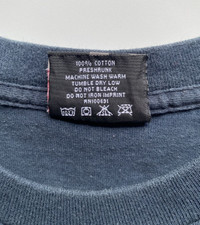 100% COTTON
PRESHRUNK
MACHINE WASH WARM
TUMBLE DRY LOW
DO NOT BLEACH
DO NOT IRON IMPRINT